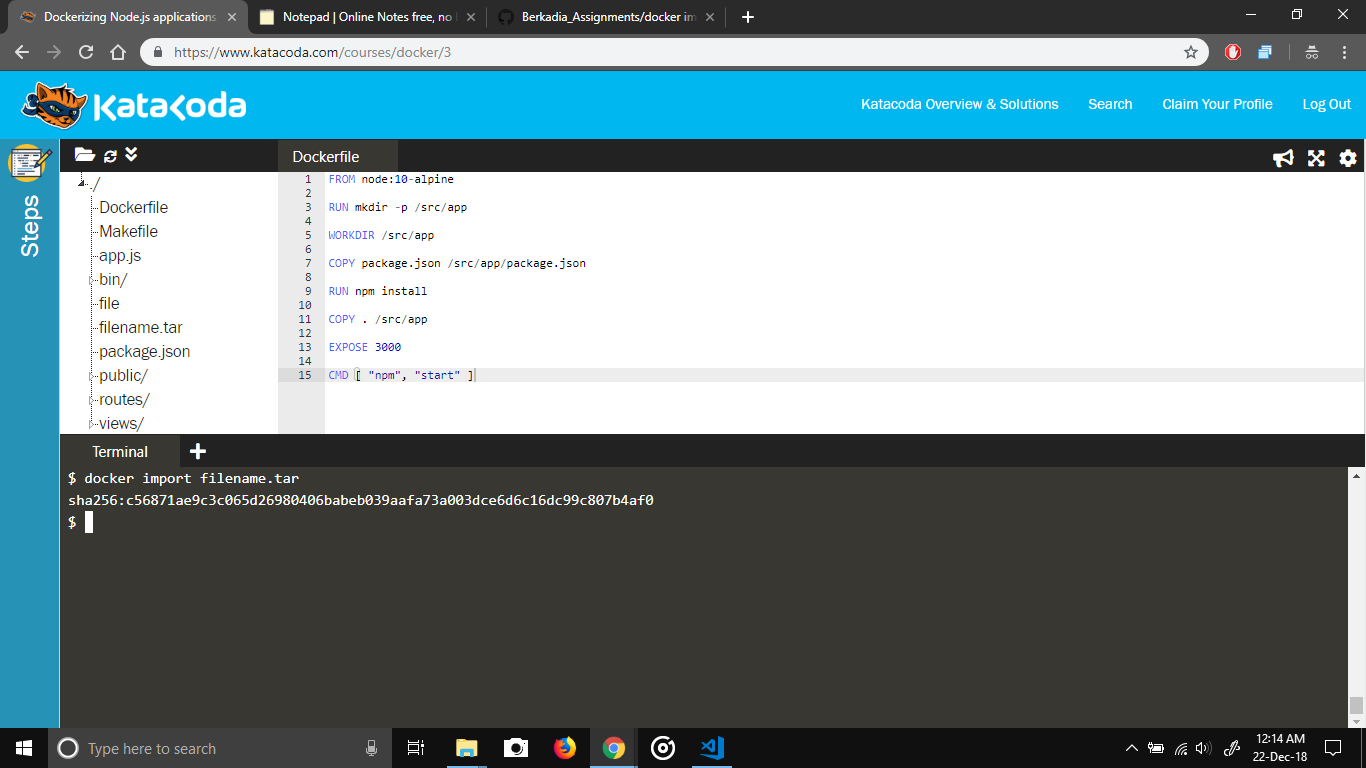 Dockerizing Node.js applications
Notepad | Online Notes free, no
Berkadia_Assignments/docker im
https://www.katacoda.com/courses/docker/3
KataKoda
Katacoda Overview & Solutions
Search
Claim Your Profile
Log Out
Steps
./
Dockerfile
Makefile
app.js
bin/
file
filename.tar
package.json
public/
routes/
views/
Dockerfile
1 FROM node:10-alpine
2
3 RUN mkdir -p /src/app
4
5 WORKDIR /src/app
6
7 COPY package.json /src/app/package.json
8
9 RUN npm install
10
11 COPY . /src/app
12
13 EXPOSE 3000
14
15 CMD [ "npm", "start" ]
Terminal
$ docker import filename.tar
sha256:c56871ae9c3c065d26980406babeb039aafa73a003dce6d6c16dc99c807b4af0
$
Type here to search
12:14 AM
22-Dec-18